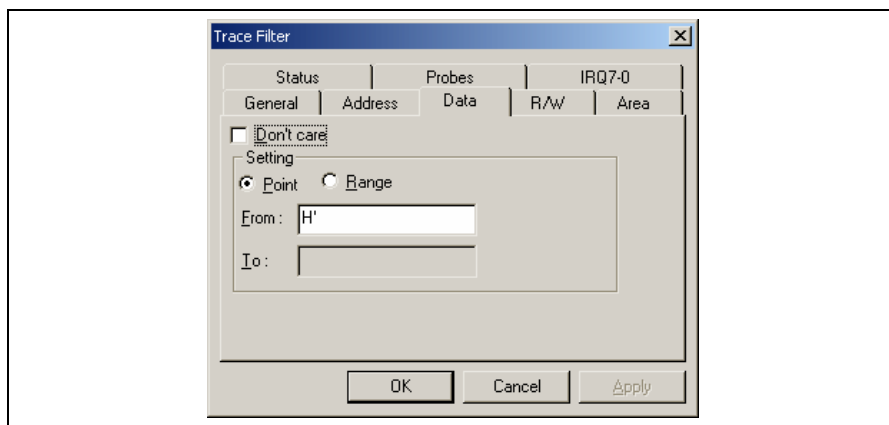 Trace Filter
Status Probes IRQ7-0
General Address Data R/W Area
Don't care
Setting
Point Range
From : H'
To :
OK Cancel Apply